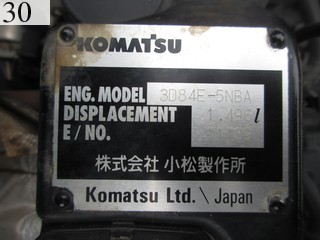 30
KOMATSU
ENG. MODEL 3D84E-5NBA
DISPLACEMENT 1.496 l
E / NO.
株式会社 小松製作所
Komatsu Ltd. \ Japan